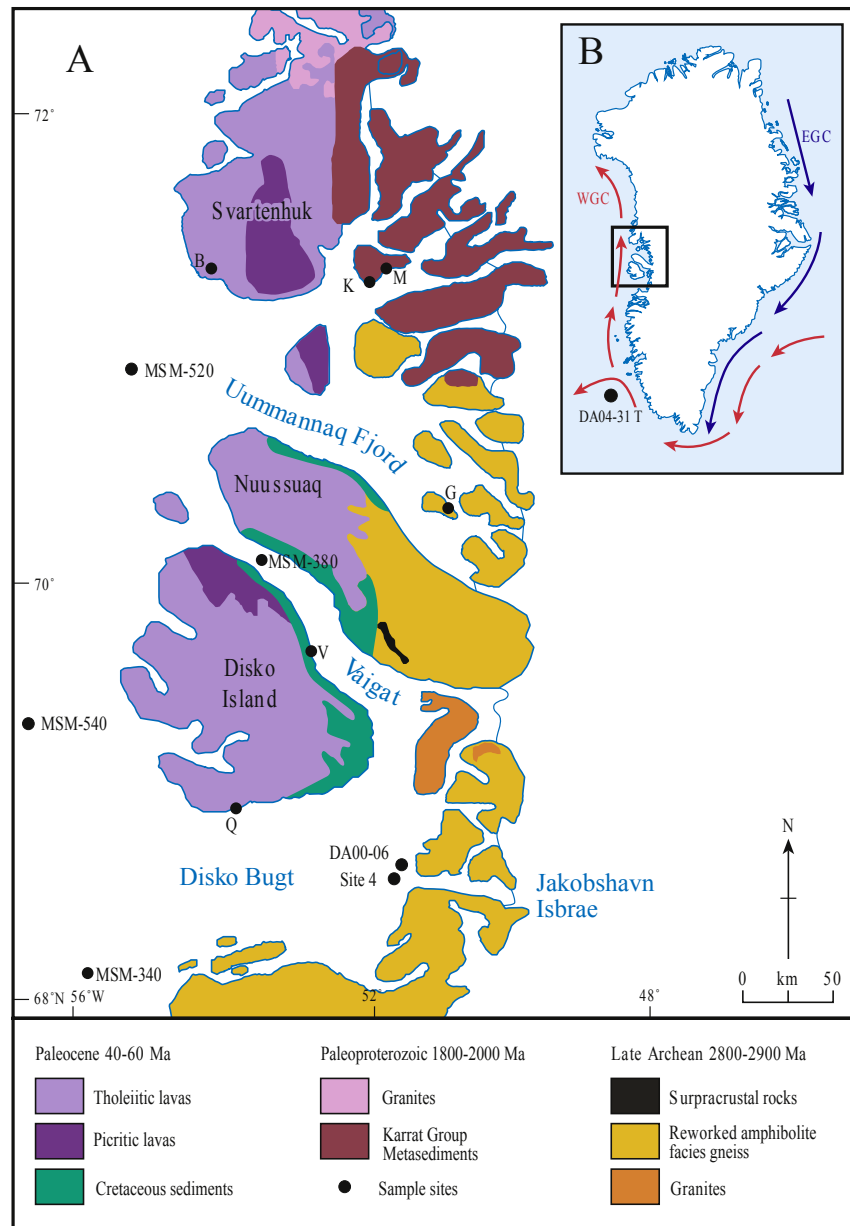 A
B
72°
EGC
WGC
Svartenhuk
B
M
K
MSM-520
DA04-31T
Uummannaq Fjord
Nuussuaq
G
MSM-380
70°
V
Vaigat
Disko
Island
MSM-540
Q
N
DA00-06
Disko Bugt
Site 4
Jakobshavn
Isbrae
MSM-340
0 km 50
68°N
56°W
52°
48°
Paleocene 40-60 Ma
Tholeiitic lavas
Picritic lavas
Cretaceous sediments
Paleoproterozoic 1800-2000 Ma
Granites
Karrat Group
Metasediments
Sample sites
Late Archean 2800-2900 Ma
Surpracrustal rocks
Reworked amphibolite
facies gneiss
Granites